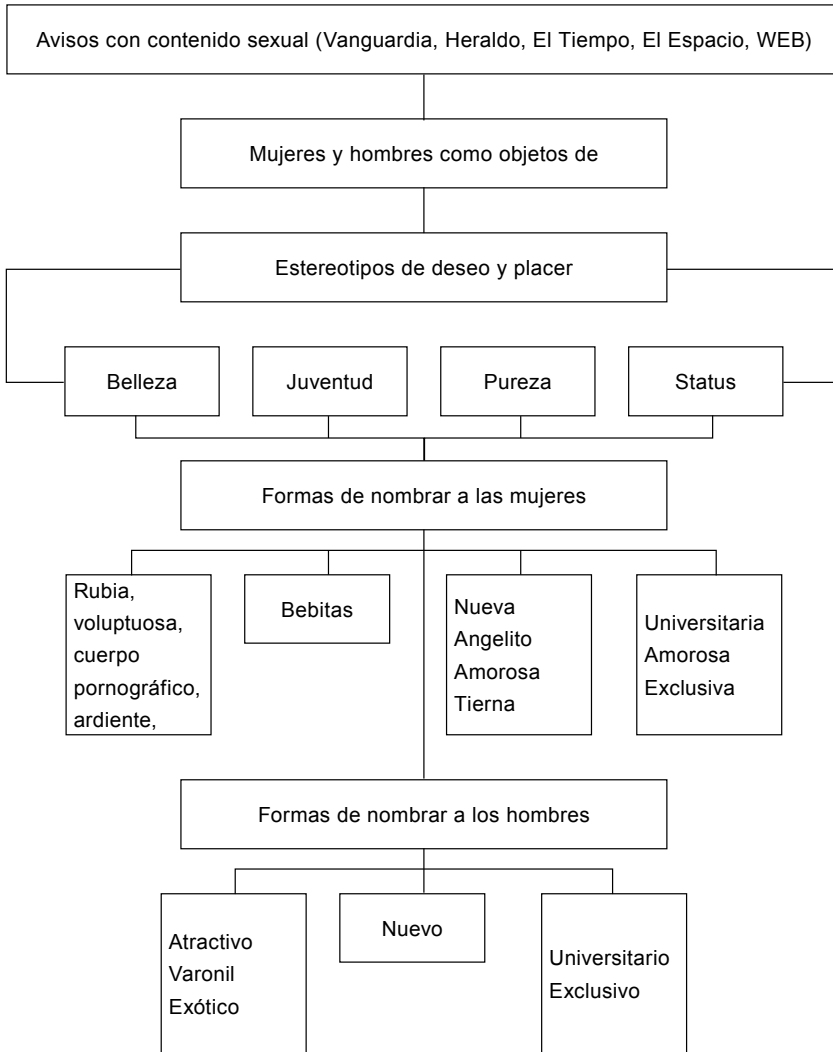 Avisos con contenido sexual (Vanguardia, Heraldo, El Tiempo, El Espacio, WEB)
Mujeres y hombres como objetos de
Estereotipos de deseo y placer
Belleza
Juventud
Pureza
Status
Formas de nombrar a las mujeres
Rubia,
voluptuosa,
cuerpo
pornográfico,
ardiente,
Bebitas
Nueva
Angelito
Amorosa
Tierna
Universitaria
Amorosa
Exclusiva
Formas de nombrar a los hombres
Atractivo
Varonil
Exótico
Nuevo
Universitario
Exclusivo